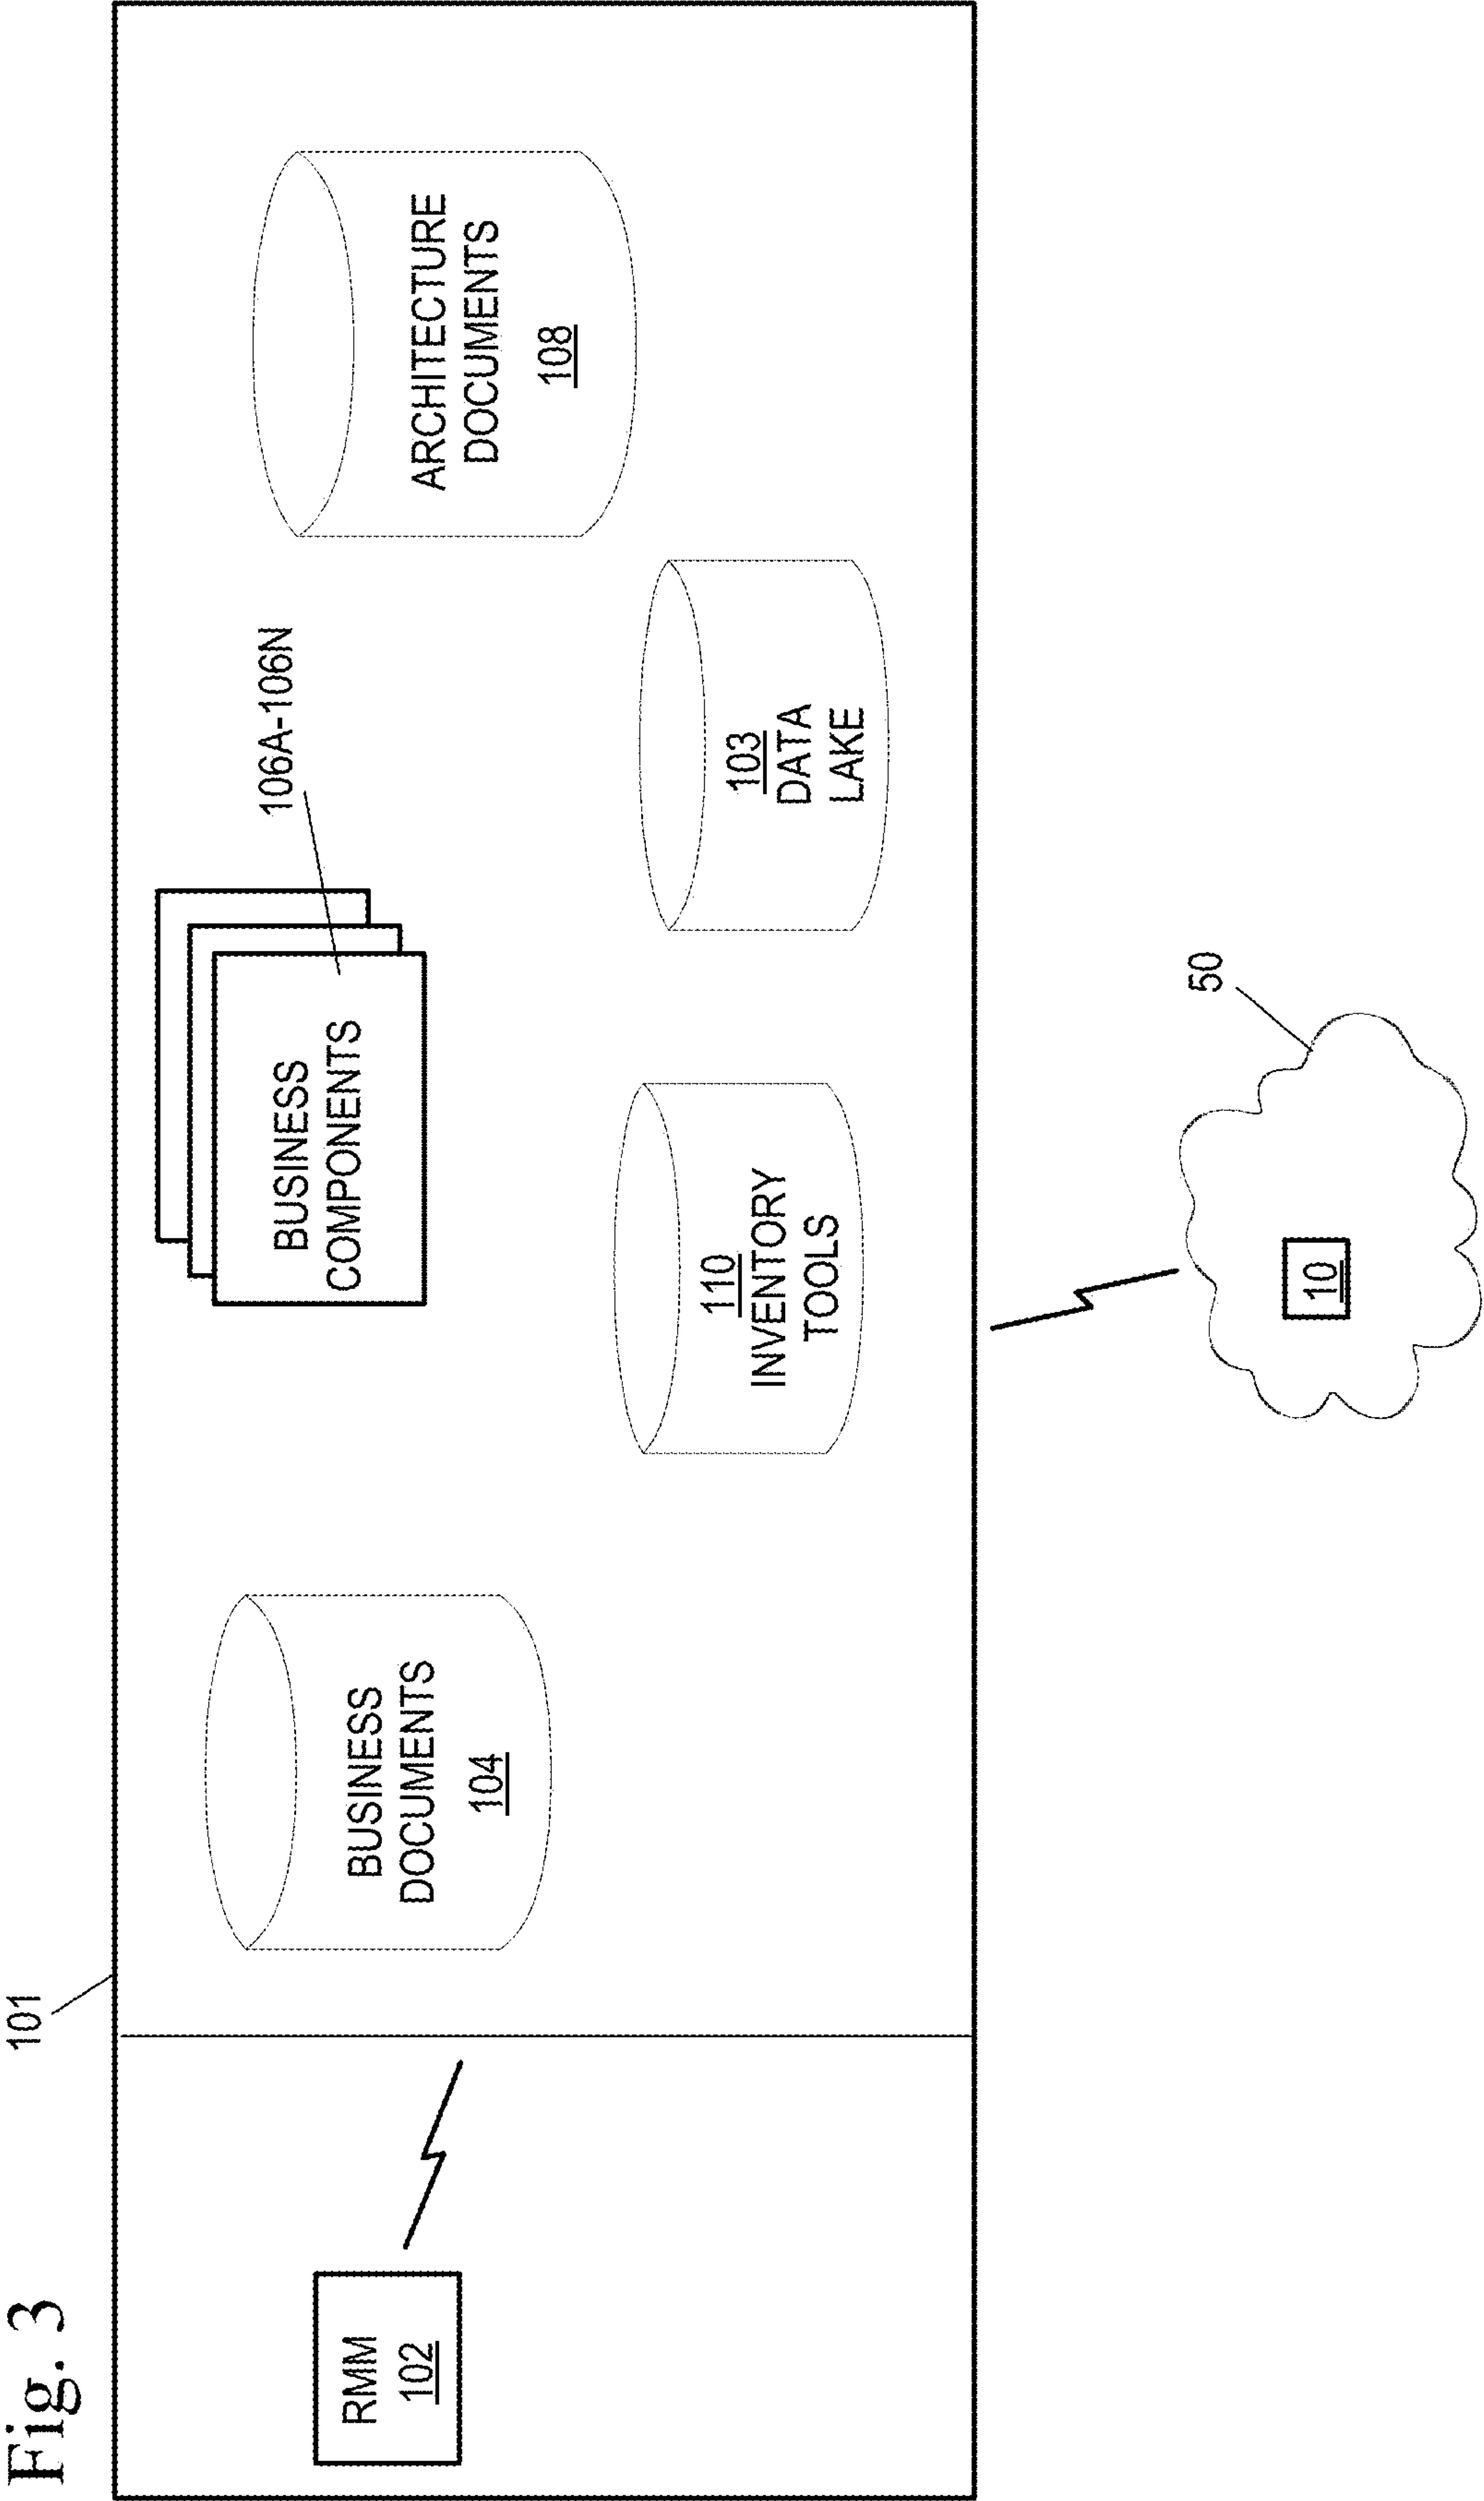 Fig. 3
101
RMM
102
BUSINESS
DOCUMENTS
104
BUSINESS
COMPONENTS
106A-106N
ARCHITECTURE
DOCUMENTS
108
110
INVENTORY
TOOLS
103
DATA
LAKE
50
10